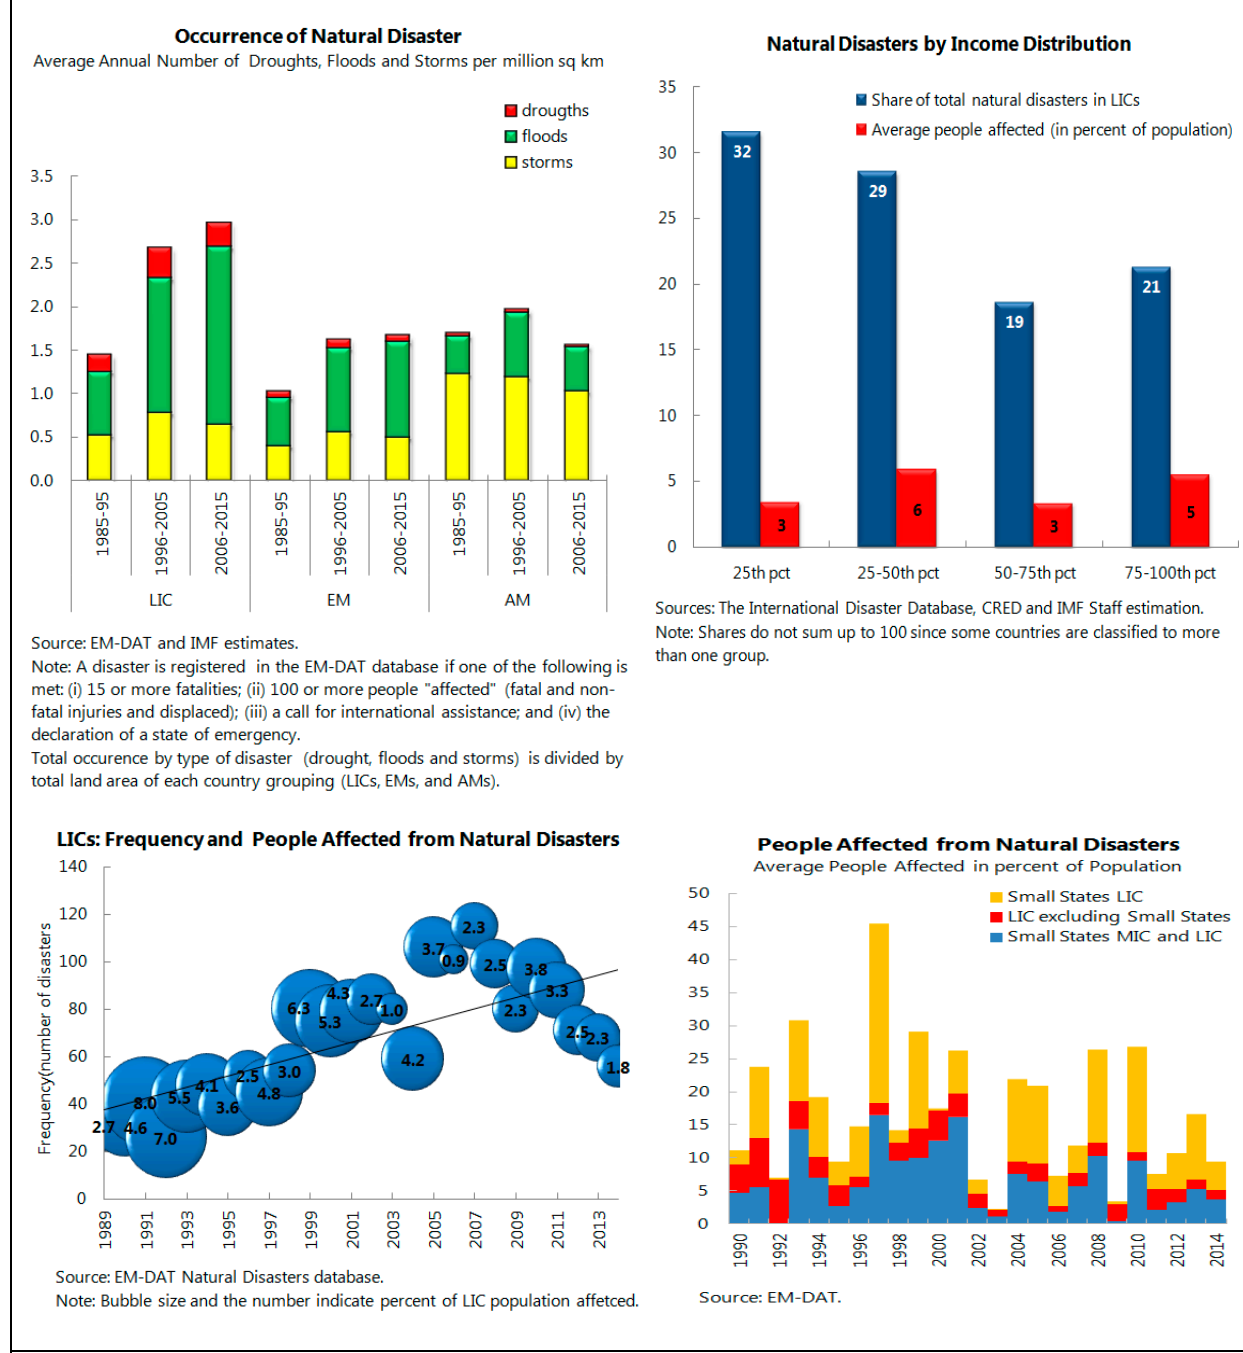 Occurrence of Natural Disaster
Average Annual Number of Droughts, Floods and Storms per million sq km
drougths
floods
storms
3.5
3.0
2.5
2.0
1.5
1.0
0.5
0.0
1985-95
1996-2005
2006-2015
1985-95
1996-2005
2006-2015
1985-95
1996-2005
2006-2015
LIC
EM
AM
Source: EM-DAT and IMF estimates.
Note: A disaster is registered in the EM-DAT database if one of the following is
met: (i) 15 or more fatalities; (ii) 100 or more people "affected" (fatal and non-
fatal injuries and displaced); (iii) a call for international assistance; and (iv) the
declaration of a state of emergency.
Total occurence by type of disaster (drought, floods and storms) is divided by
total land area of each country grouping (LICs, EMs, and AMs).
Natural Disasters by Income Distribution
Share of total natural disasters in LICs
Average people affected (in percent of population)
35
30
25
20
15
10
5
0
32
3
29
6
19
3
21
5
25th pct
25-50th pct
50-75th pct
75-100th pct
Sources: The International Disaster Database, CRED and IMF Staff estimation.
Note: Shares do not sum up to 100 since some countries are classified to more
than one group.
LICs: Frequency and People Affected from Natural Disasters
Frequency(number of disasters)
140
120
100
80
60
40
20
0
2.7
4.6
8.0
7.0
5.5
4.1
3.6
2.5
4.8
3.0
6.3
5.3
4.3
2.7
1.0
4.2
3.7
0.9
2.3
2.5
2.3
3.8
3.3
2.5
2.3
1.8
1989
1991
1993
1995
1997
1999
2001
2003
2005
2007
2009
2011
2013
Source: EM-DAT Natural Disasters database.
Note: Bubble size and the number indicate percent of LIC population affetced.
People Affected from Natural Disasters
Average People Affected in percent of Population
Small States LIC
LIC excluding Small States
Small States MIC and LIC
50
45
40
35
30
25
20
15
10
5
0
1990
1992
1994
1996
1998
2000
2002
2004
2006
2008
2010
2012
2014
Source: EM-DAT.